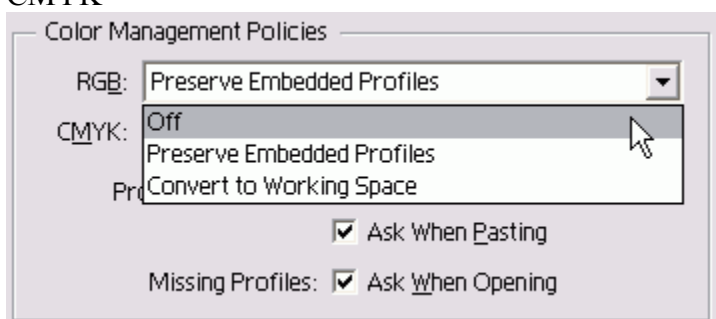 Color Management Policies
RGB: Preserve Embedded Profiles
CMYK: Off
Preserve Embedded Profiles
Convert to Working Space
Ask When Pasting
Missing Profiles: Ask When Opening